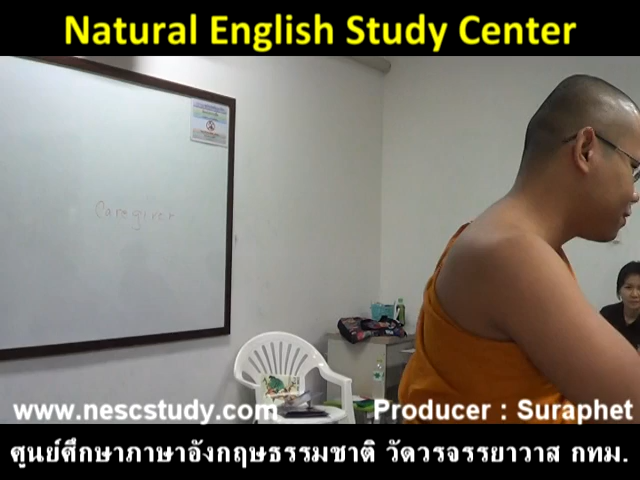 Natural English Study Center
Caregiver
www.nescstudy.com
Producer : Suraphet
ศูนย์ศึกษาภาษาอังกฤษธรรมชาติ วัดวรจรรยาวาส กทม.